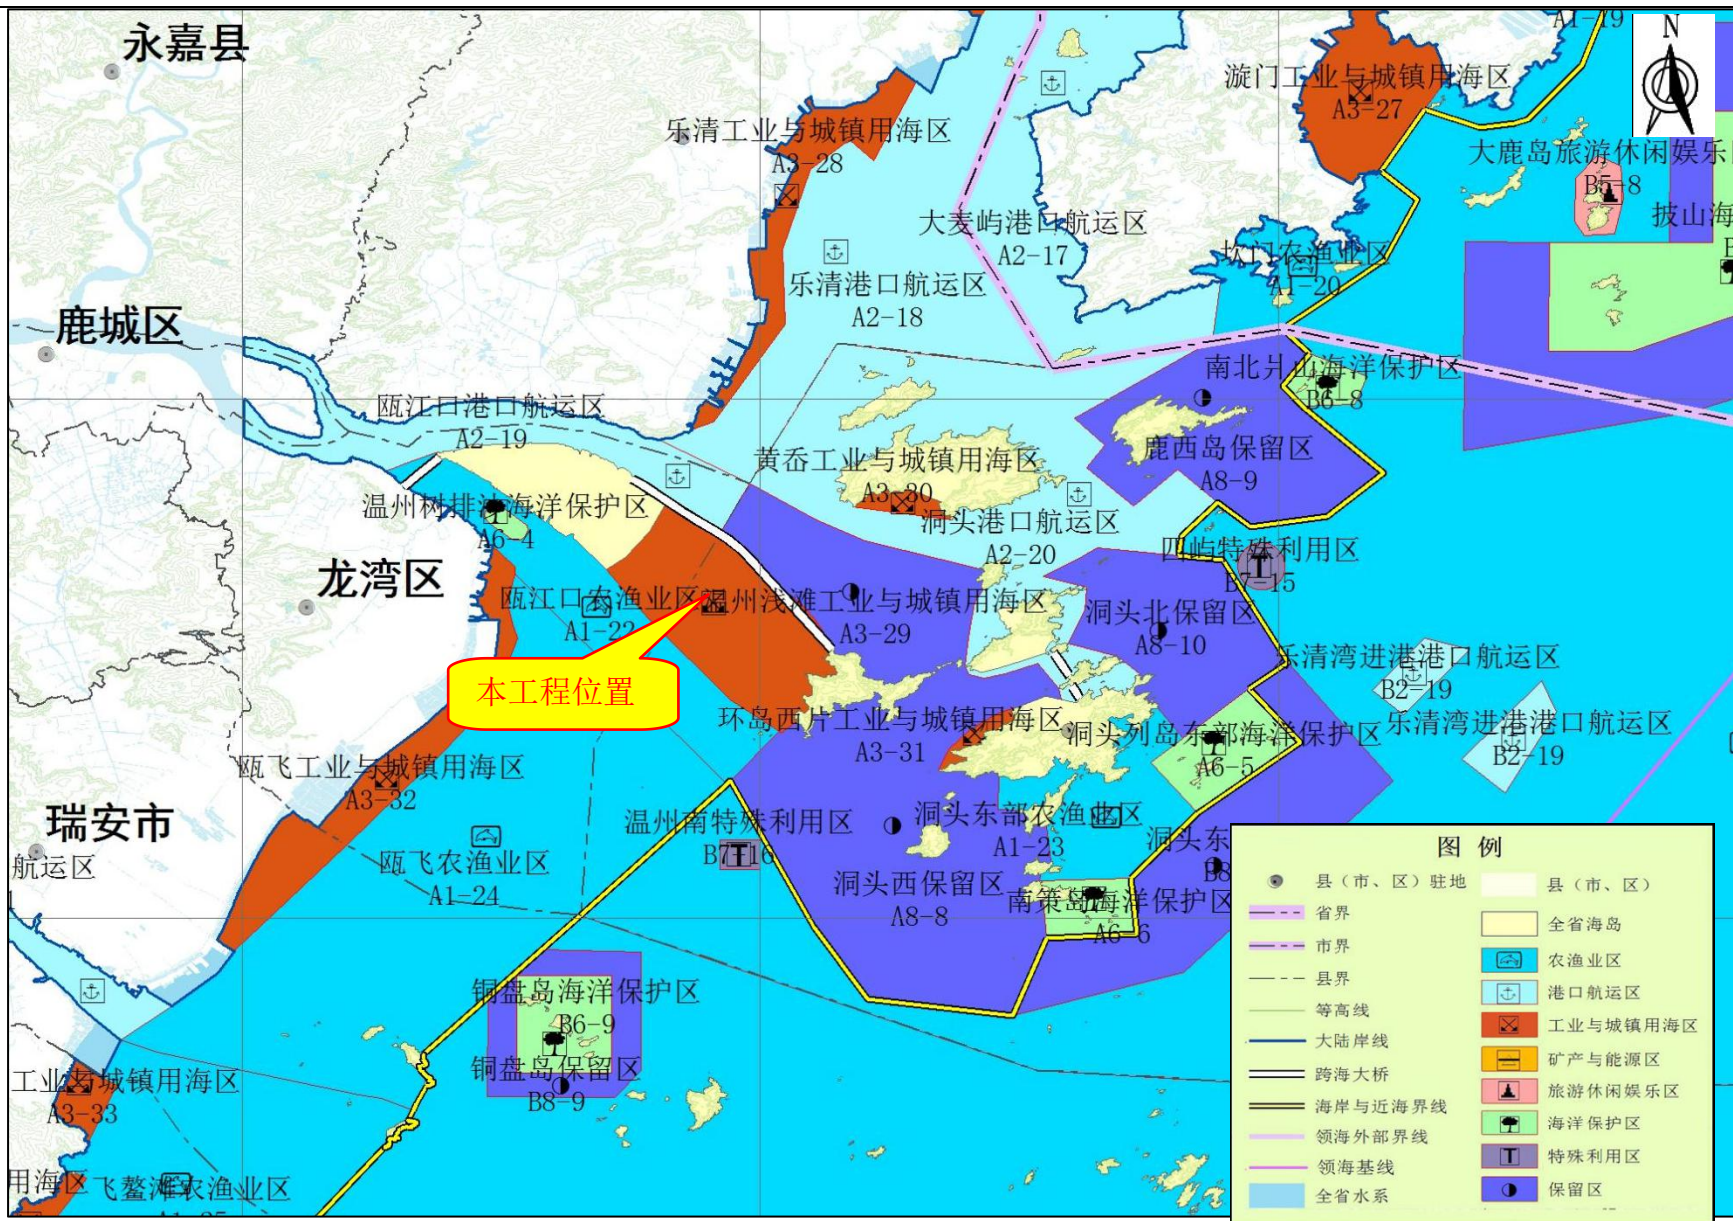 永嘉县
A1-19
N
漩门工业与城镇用海区
A3-27
乐清工业与城镇用海区
A3-28
大鹿岛旅游休闲娱乐
B5-8
大麦屿港口航运区
A2-17
披山海
坎门农渔业区
A1-20
乐清港口航运区
A2-18
鹿城区
南北爿山海洋保护区
B6-8
瓯江口港口航运区
A2-19
鹿西岛保留区
A8-9
黄岙工业与城镇用海区
A3-30
温州树排沙海洋保护区
A6-4
洞头港口航运区
A2-20
四屿特殊利用区
B7-15
龙湾区
瓯江口农渔业区
A1-22
温州浅滩工业与城镇用海区
A3-29
洞头北保留区
A8-10
本工程位置
乐清湾进港港口航运区
B2-19
环岛西片工业与城镇用海区
A3-31
洞头列岛东部海洋保护区
A6-5
乐清湾进港港口航运区
B2-19
瓯飞工业与城镇用海区
A3-32
瑞安市
航运区
温州南特殊利用区
B7-16
洞头东部农渔业区
A1-23
洞头东
B8
瓯飞农渔业区
A1-24
洞头西保留区
A8-8
南策岛海洋保护区
A6-6
铜盘岛海洋保护区
B6-9
铜盘岛保留区
B8-9
工业与城镇用海区
A3-33
用海区
飞鳌滩农渔业区
A1-25
图 例
县（市、区）驻地
县（市、区）
省界
全省海岛
市界
农渔业区
县界
港口航运区
等高线
工业与城镇用海区
大陆岸线
矿产与能源区
跨海大桥
旅游休闲娱乐区
海岸与近海界线
海洋保护区
领海外部界线
特殊利用区
领海基线
保留区
全省水系